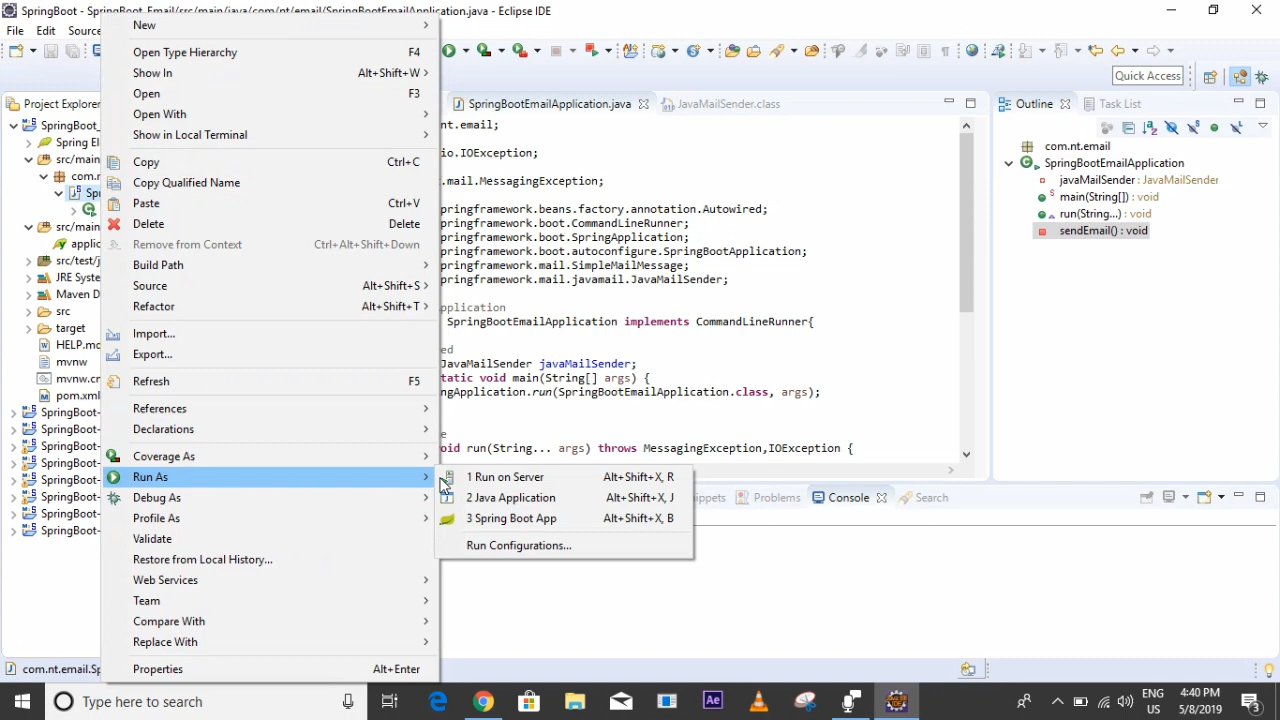 SpringBoot - SpringBoot_Email/src/main/java/com/nt/email/SpringBootEmailApplication.java - Eclipse IDE
File Edit Source
Quick Access
Project Explorer
SpringBootEmailApplication.java
JavaMailSender.class
Outline
Task List
SpringBoot_
Spring El
src/main
com.n
Sp
src/main
applic
src/test/j
JRE Syste
Maven D
src
target
HELP.md
mvnw
mvnw.cm
pom.xml
SpringBoot-
SpringBoot-
SpringBoot-
SpringBoot-
SpringBoot-
SpringBoot-
SpringBoot-
SpringBoot-
New
Open Type Hierarchy F4
Show In Alt+Shift+W
Open F3
Open With
Show in Local Terminal
Copy Ctrl+C
Copy Qualified Name
Paste Ctrl+V
Delete Delete
Remove from Context Ctrl+Alt+Shift+Down
Build Path
Source Alt+Shift+S
Refactor Alt+Shift+T
Import...
Export...
Refresh F5
References
Declarations
Coverage As
Run As
Debug As
Profile As
Validate
Restore from Local History...
Web Services
Team
Compare With
Replace With
Properties Alt+Enter
1 Run on Server Alt+Shift+X, R
2 Java Application Alt+Shift+X, J
3 Spring Boot App Alt+Shift+X, B
Run Configurations...
nt.email;
io.IOException;
.mail.MessagingException;
pringframework.beans.factory.annotation.Autowired;
pringframework.boot.CommandLineRunner;
pringframework.boot.SpringApplication;
pringframework.boot.autoconfigure.SpringBootApplication;
pringframework.mail.SimpleMailMessage;
pringframework.mail.javamail.JavaMailSender;
pplication
SpringBootEmailApplication implements CommandLineRunner{
ed
JavaMailSender javaMailSender;
static void main(String[] args) {
ngApplication.run(SpringBootEmailApplication.class, args);
e
oid run(String... args) throws MessagingException,IOException {
com.nt.email
SpringBootEmailApplication
javaMailSender : JavaMailSender
main(String[]) : void
run(String...) : void
sendEmail() : void
nippets
Problems
Console
Search
com.nt.email.Sp
Type here to search
Ae
ENG
US
4:40 PM
5/8/2019
3